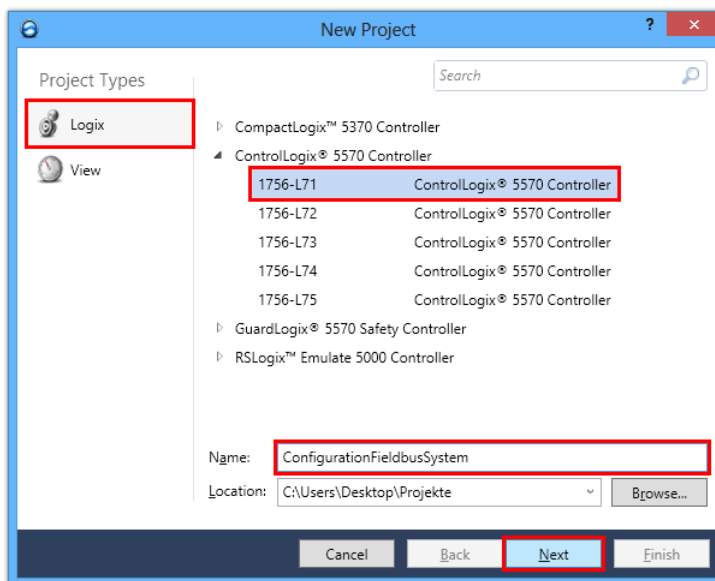 New Project
? ×
Project Types
Search
Logix
View
CompactLogix™ 5370 Controller
ControlLogix® 5570 Controller
1756-L71 ControlLogix® 5570 Controller
1756-L72 ControlLogix® 5570 Controller
1756-L73 ControlLogix® 5570 Controller
1756-L74 ControlLogix® 5570 Controller
1756-L75 ControlLogix® 5570 Controller
GuardLogix® 5570 Safety Controller
RSLogix™ Emulate 5000 Controller
Name: ConfigurationFieldbusSystem
Location: C:\Users\Desktop\Projekte Browse...
Cancel Back Next Finish